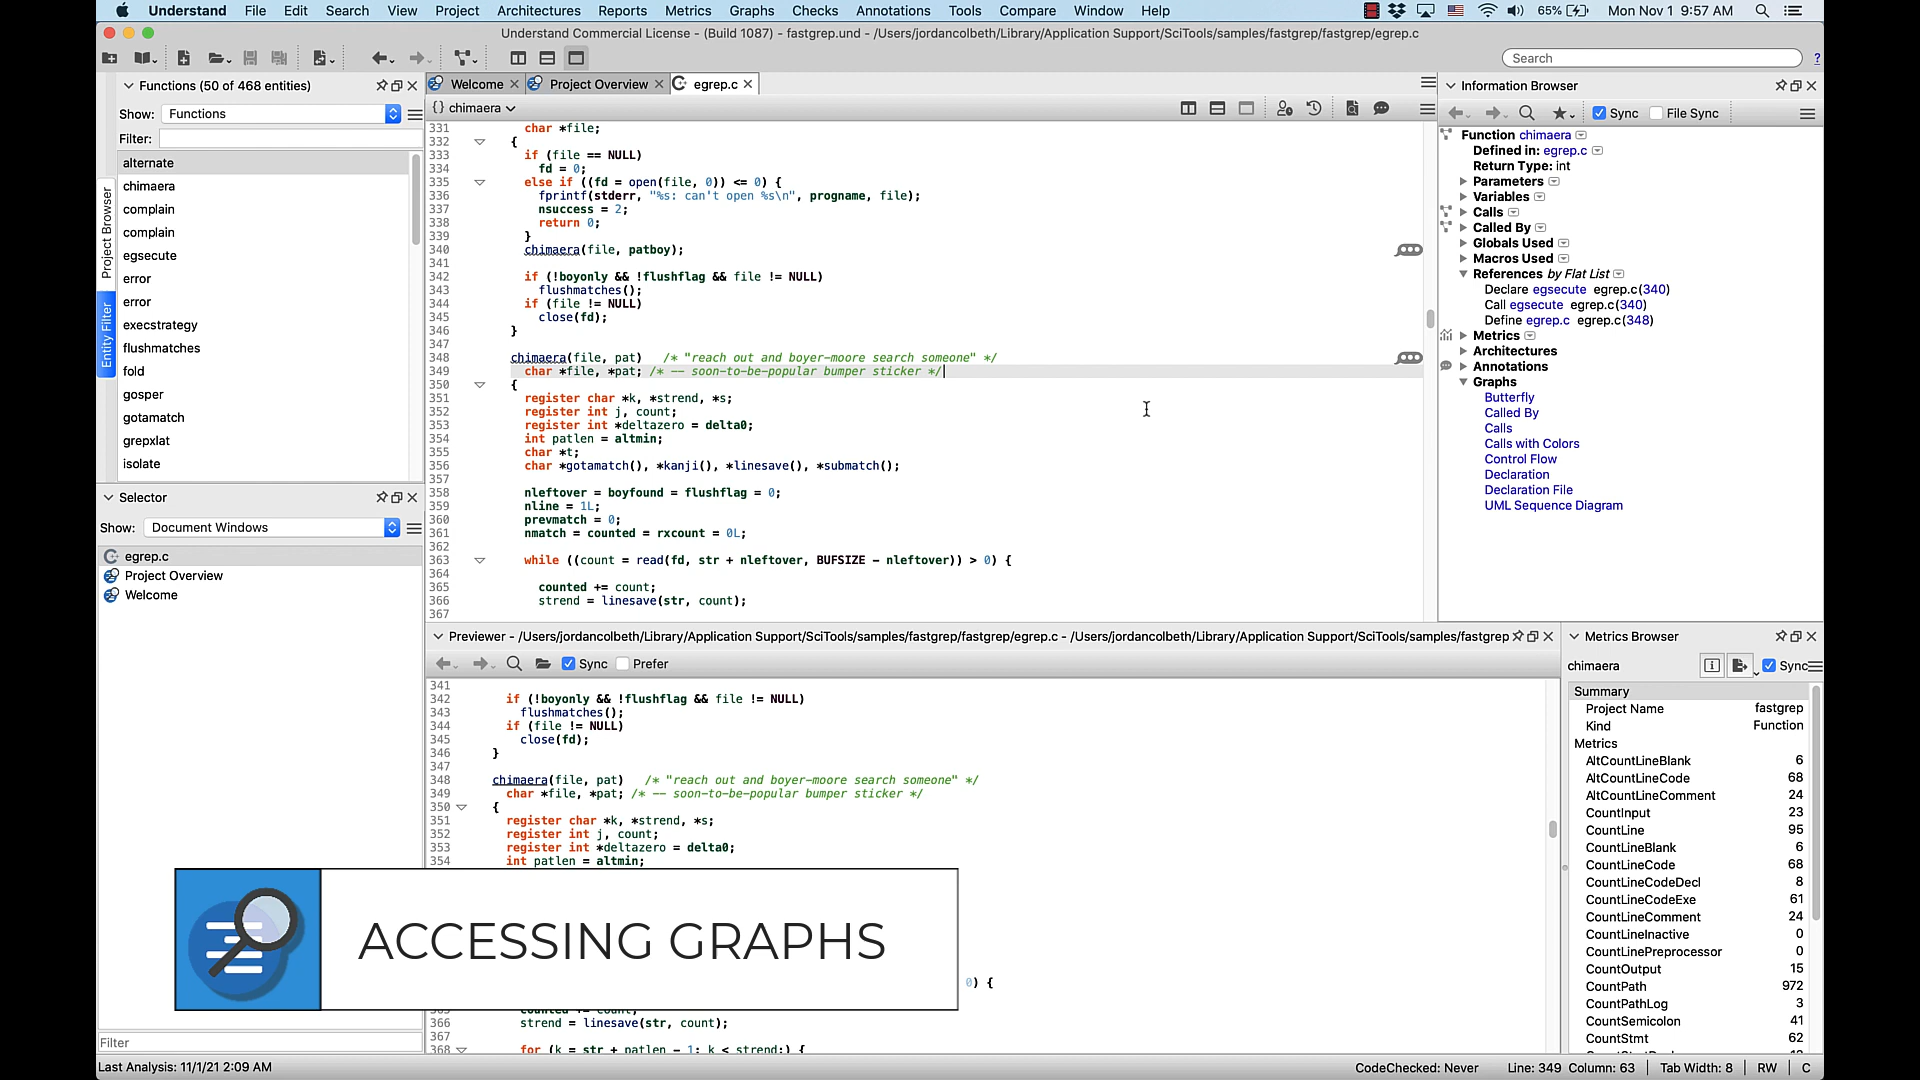 Understand File Edit Search View Project Architectures Reports Metrics Graphs Checks Annotations Tools Compare Window Help 65% Mon Nov 1 9:57 AM
Understand Commercial License - (Build 1087) - fastgrep.und - /Users/jordancolbeth/Library/Application Support/SciTools/samples/fastgrep/fastgrep/egrep.c
Search ?
Functions (50 of 468 entities)
Show: Functions
Filter:
alternate
chimaera
complain
complain
egsecute
error
error
execstrategy
flushmatches
fold
gosper
gotamatch
grepxlat
isolate
Project Browser
Entity Filter
Selector
Show: Document Windows
egrep.c
Project Overview
Welcome
Filter
Welcome Project Overview egrep.c
{} chimaera
331 char *file;
332 {
333 if (file == NULL)
334 fd = 0;
335 else if ((fd = open(file, 0)) <= 0) {
336 fprintf(stderr, "%s: can't open %s\n", progname, file);
337 nsuccess = 2;
338 return 0;
339 }
340 chimaera(file, patboy);
341
342 if (!boyonly && !flushflag && file != NULL)
343 flushmatches();
344 if (file != NULL)
345 close(fd);
346 }
347
348 chimaera(file, pat) /* "reach out and boyer-moore search someone" */
349 char *file, *pat; /* -- soon-to-be-popular bumper sticker */
350 {
351 register char *k, *strend, *s;
352 register int j, count;
353 register int *deltazero = delta0;
354 int patlen = altmin;
355 char *t;
356 char *gotamatch(), *kanji(), *linesave(), *submatch();
357
358 nleftover = boyfound = flushflag = 0;
359 nline = 1L;
360 prevmatch = 0;
361 nmatch = counted = rxcount = 0L;
362
363 while ((count = read(fd, str + nleftover, BUFSIZE - nleftover)) > 0) {
364
365 counted += count;
366 strend = linesave(str, count);
367
Information Browser
Sync File Sync
Function chimaera
Defined in: egrep.c
Return Type: int
Parameters
Variables
Calls
Called By
Globals Used
Macros Used
References by Flat List
Declare egsecute egrep.c(340)
Call egsecute egrep.c(340)
Define egrep.c egrep.c(348)
Metrics
Architectures
Annotations
Graphs
Butterfly
Called By
Calls
Calls with Colors
Control Flow
Declaration
Declaration File
UML Sequence Diagram
Previewer - /Users/jordancolbeth/Library/Application Support/SciTools/samples/fastgrep/fastgrep/egrep.c - /Users/jordancolbeth/Library/Application Support/SciTools/samples/fastgrep
Sync Prefer
341
342 if (!boyonly && !flushflag && file != NULL)
343 flushmatches();
344 if (file != NULL)
345 close(fd);
346 }
347
348 chimaera(file, pat) /* "reach out and boyer-moore search someone" */
349 char *file, *pat; /* -- soon-to-be-popular bumper sticker */
350 {
351 register char *k, *strend, *s;
352 register int j, count;
353 register int *deltazero = delta0;
354 int patlen = altmin;
ACCESSING GRAPHS
0) {
366 strend = linesave(str, count);
367
368 for (k = str + patlen - 1; k < strend;) {
Metrics Browser
chimaera Sync
Summary
Project Name fastgrep
Kind Function
Metrics
AltCountLineBlank 6
AltCountLineCode 68
AltCountLineComment 24
CountInput 23
CountLine 95
CountLineBlank 6
CountLineCode 68
CountLineCodeDecl 8
CountLineCodeExe 61
CountLineComment 24
CountLineInactive 0
CountLinePreprocessor 0
CountOutput 15
CountPath 972
CountPathLog 3
CountSemicolon 41
CountStmt 62
Last Analysis: 11/1/21 2:09 AM
CodeChecked: Never Line: 349 Column: 63 Tab Width: 8 RW C